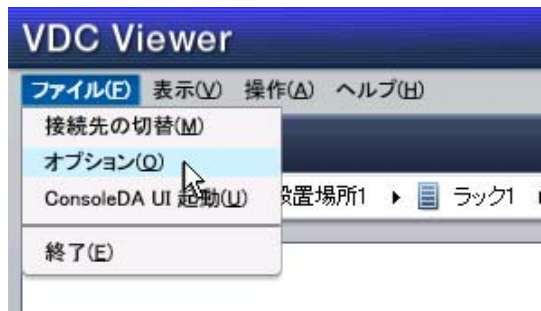 VDC Viewer
ファイル(F) 表示(V) 操作(A) ヘルプ(H)
接続先の切替(M)
オプション(O)
ConsoleDA UI 起動(U)
設置場所1 ▶ ラック1
終了(E)